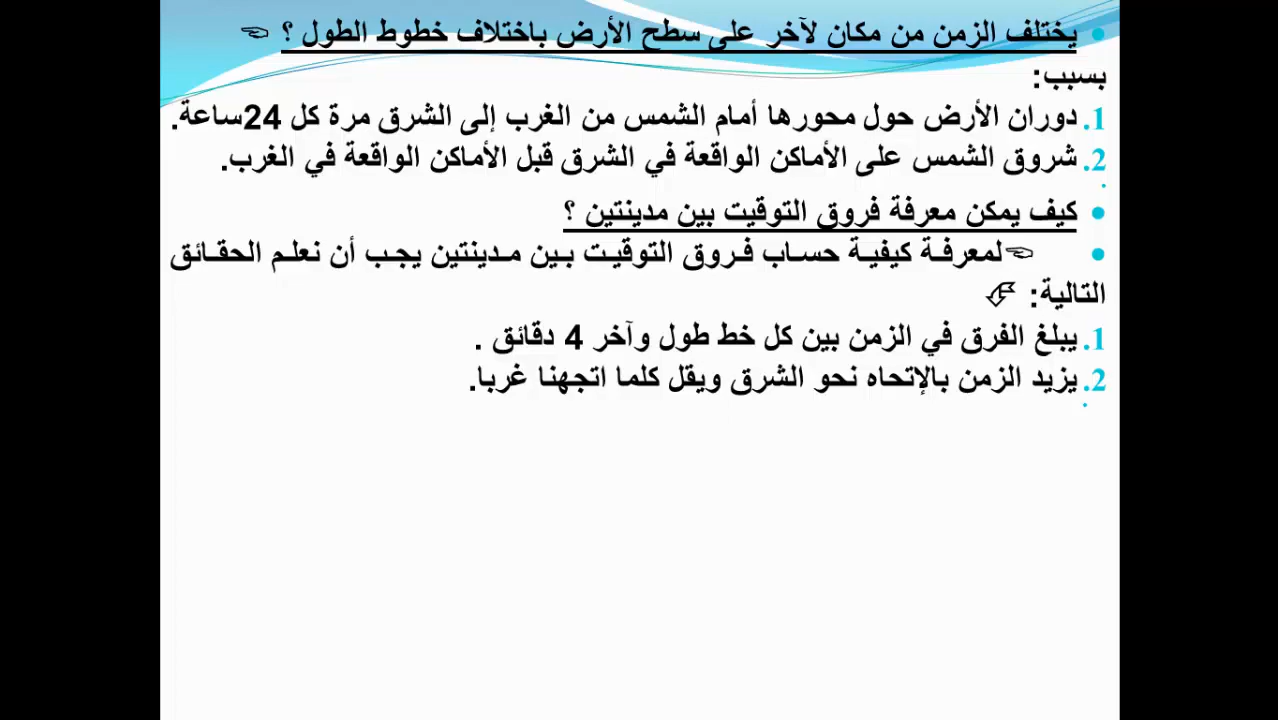 • يختلف الزمن من مكان لآخر على سطح الأرض باختلاف خطوط الطول ؟ ☜
بسبب:
1. دوران الأرض حول محورها أمام الشمس من الغرب إلى الشرق مرة كل 24ساعة.
2. شروق الشمس على الأماكن الواقعة في الشرق قبل الأماكن الواقعة في الغرب.
• كيف يمكن معرفة فروق التوقيت بين مدينتين ؟
• ☜لمعرفة كيفية حساب فروق التوقيت بين مدينتين يجب أن نعلم الحقائق
التالية:
1. يبلغ الفرق في الزمن بين كل خط طول وآخر 4 دقائق .
2. يزيد الزمن بالإتحاه نحو الشرق ويقل كلما اتجهنا غربا.